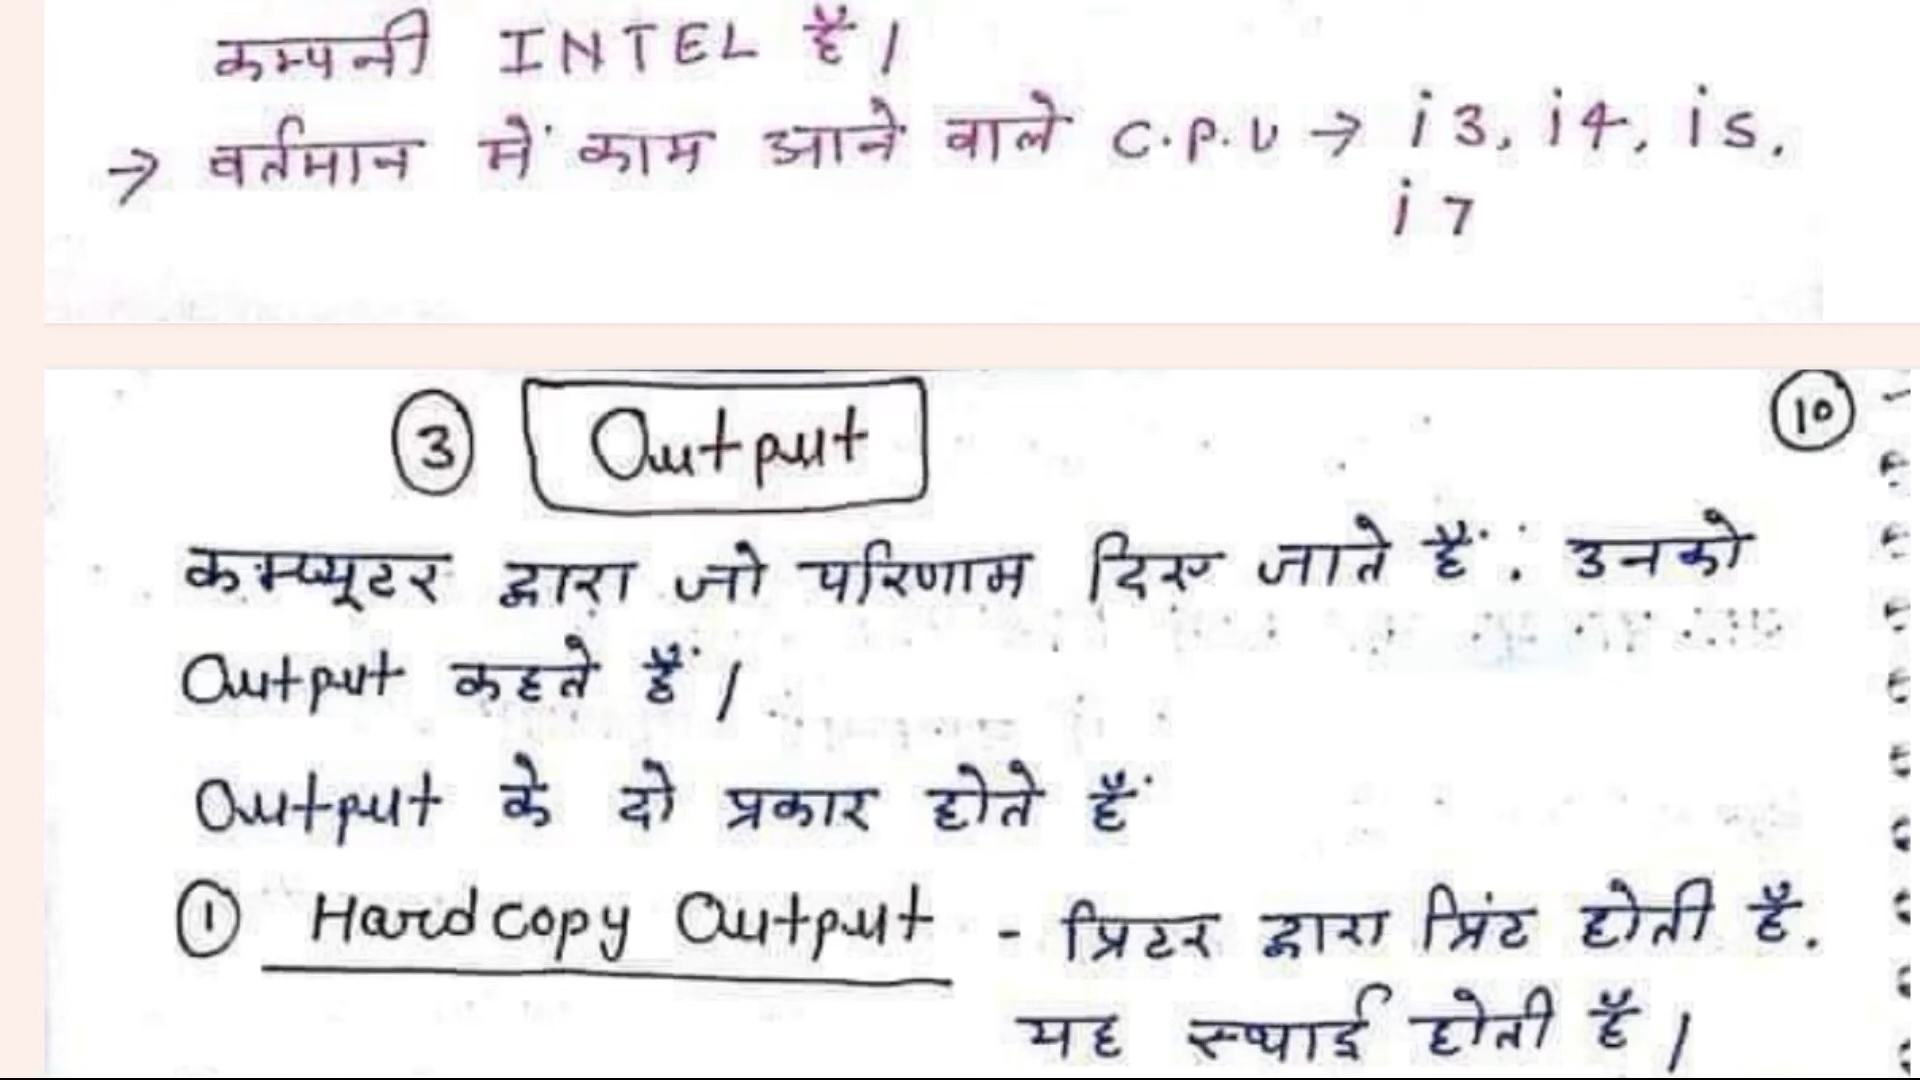 कम्पनी INTEL है।
→ वर्तमान में काम आने वाले C.P.U → i3, i4, i5,
i7
③ Output ⑩
कम्प्यूटर द्वारा जो परिणाम दिए जाते हैं. उनको
Output कहते हैं।
Output के दो प्रकार होते हैं
① Hardcopy Output - प्रिटर द्वारा प्रिंट होती है.
यह स्थाई होती है।